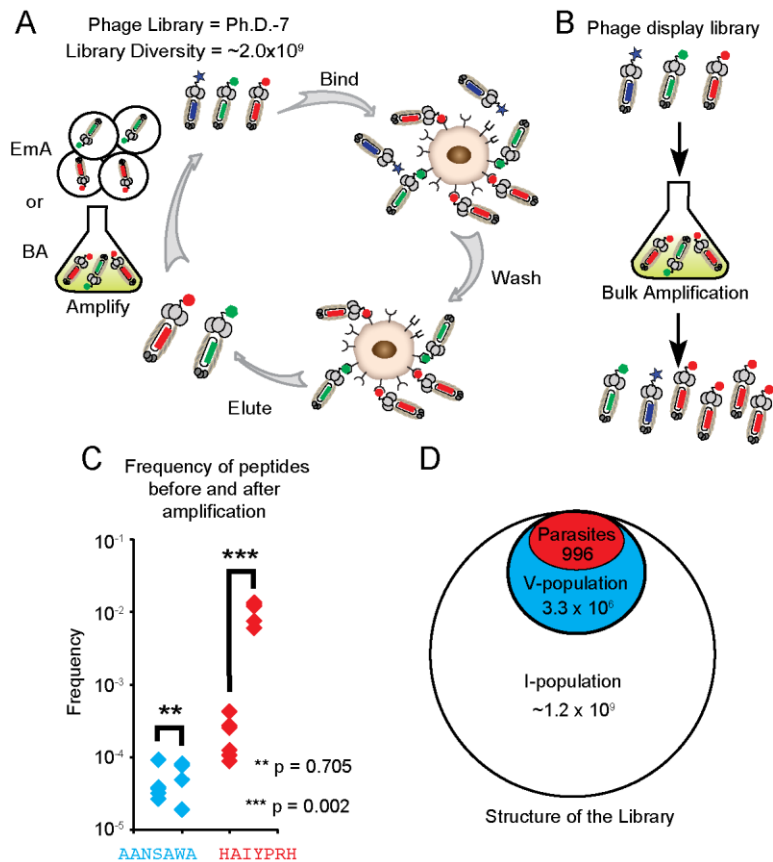 A
Phage Library = Ph.D.-7
Library Diversity = ~2.0x10⁹
Bind
EmA
or
BA
Amplify
Wash
Elute
B
Phage display library
Bulk Amplification
C
Frequency of peptides
before and after
amplification
Frequency
10⁻¹
10⁻²
10⁻³
10⁻⁴
10⁻⁵
***
**
** p = 0.705
*** p = 0.002
AANSAWA HAIYPRH
D
Parasites
996
V-population
3.3 x 10⁶
I-population
~1.2 x 10⁹
Structure of the Library